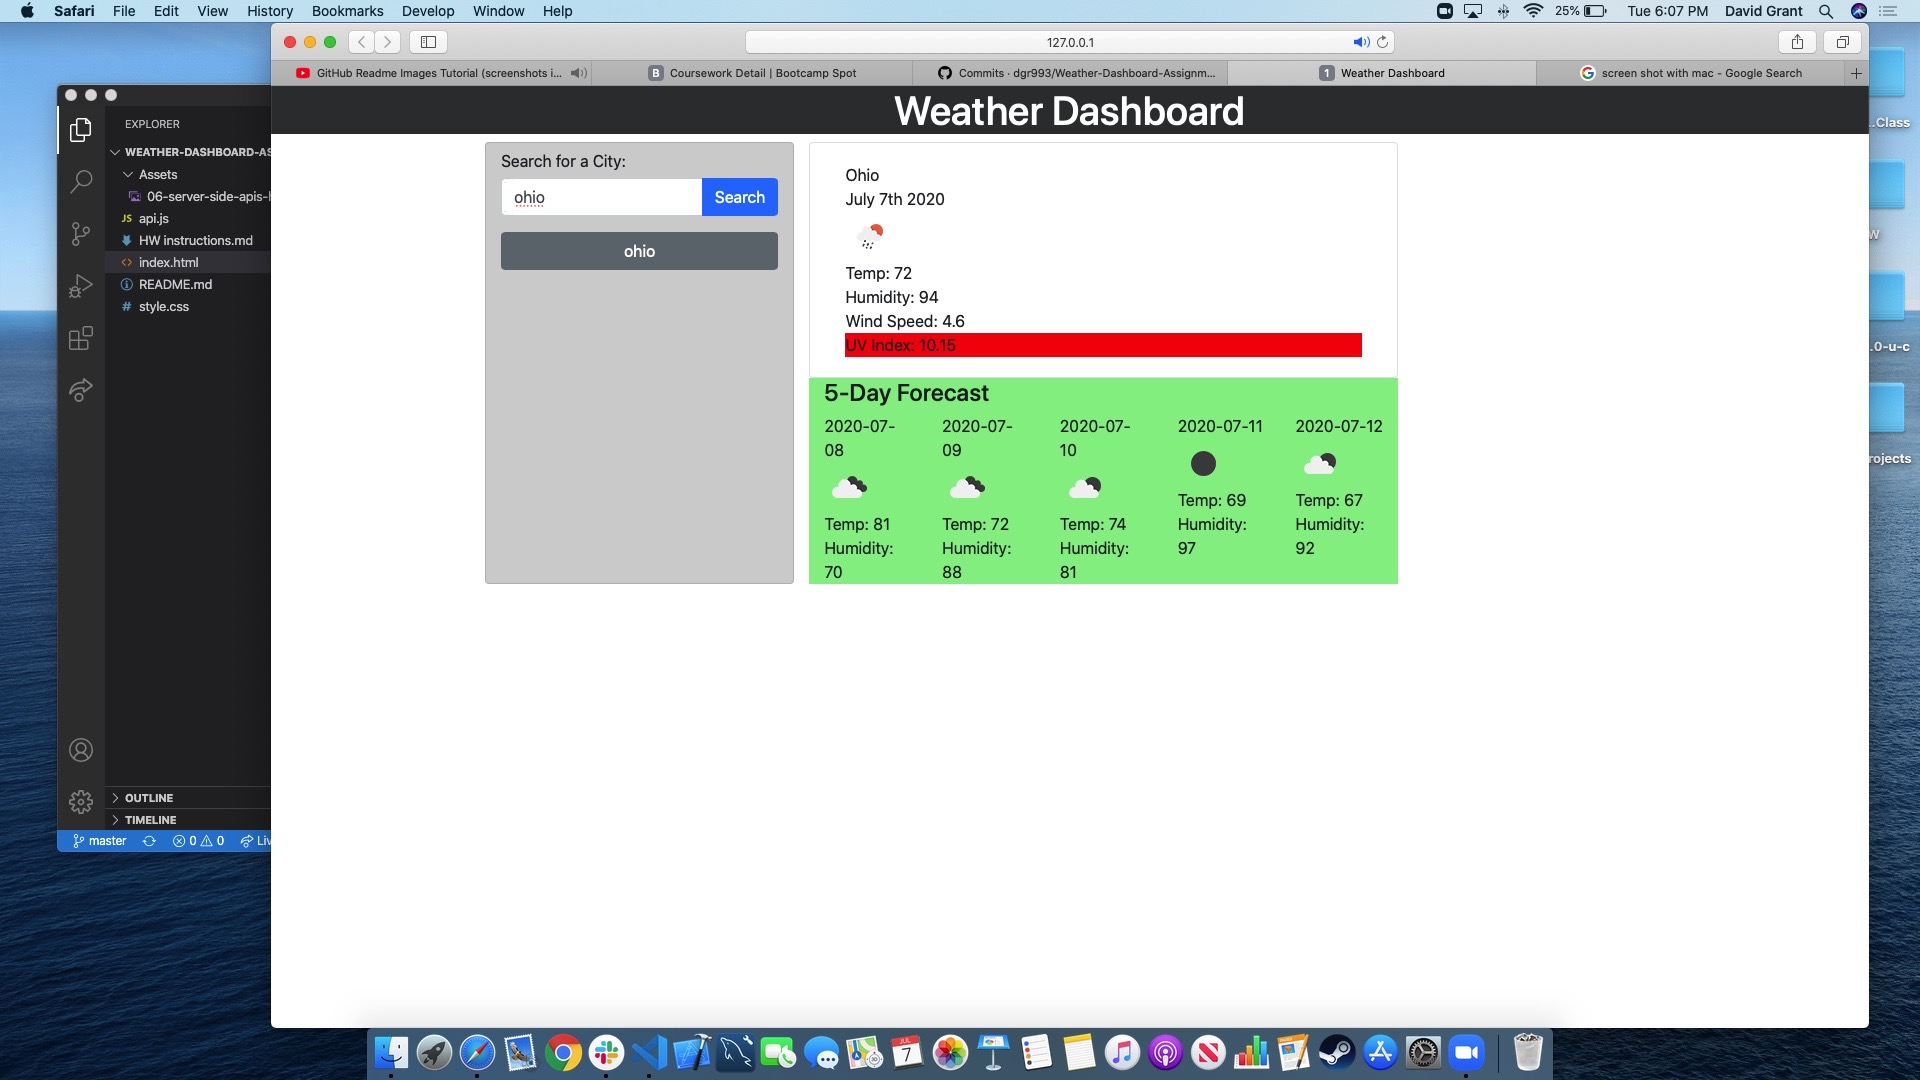 Safari File Edit View History Bookmarks Develop Window Help
25% Tue 6:07 PM David Grant
127.0.0.1
GitHub Readme Images Tutorial (screenshots i...
B Coursework Detail | Bootcamp Spot
Commits · dgr993/Weather-Dashboard-Assignm...
1 Weather Dashboard
screen shot with mac - Google Search
EXPLORER
WEATHER-DASHBOARD-AS
Assets
06-server-side-apis-h
JS api.js
HW instructions.md
<> index.html
README.md
# style.css
OUTLINE
TIMELINE
master 0 0 Liv
Weather Dashboard
Search for a City:
ohio Search
ohio
Ohio
July 7th 2020
Temp: 72
Humidity: 94
Wind Speed: 4.6
UV Index: 10.15
5-Day Forecast
2020-07-
08
Temp: 81
Humidity:
70
2020-07-
09
Temp: 72
Humidity:
88
2020-07-
10
Temp: 74
Humidity:
81
2020-07-11
Temp: 69
Humidity:
97
2020-07-12
Temp: 67
Humidity:
92
..Class
W
.0-u-c
rojects
JUL
7